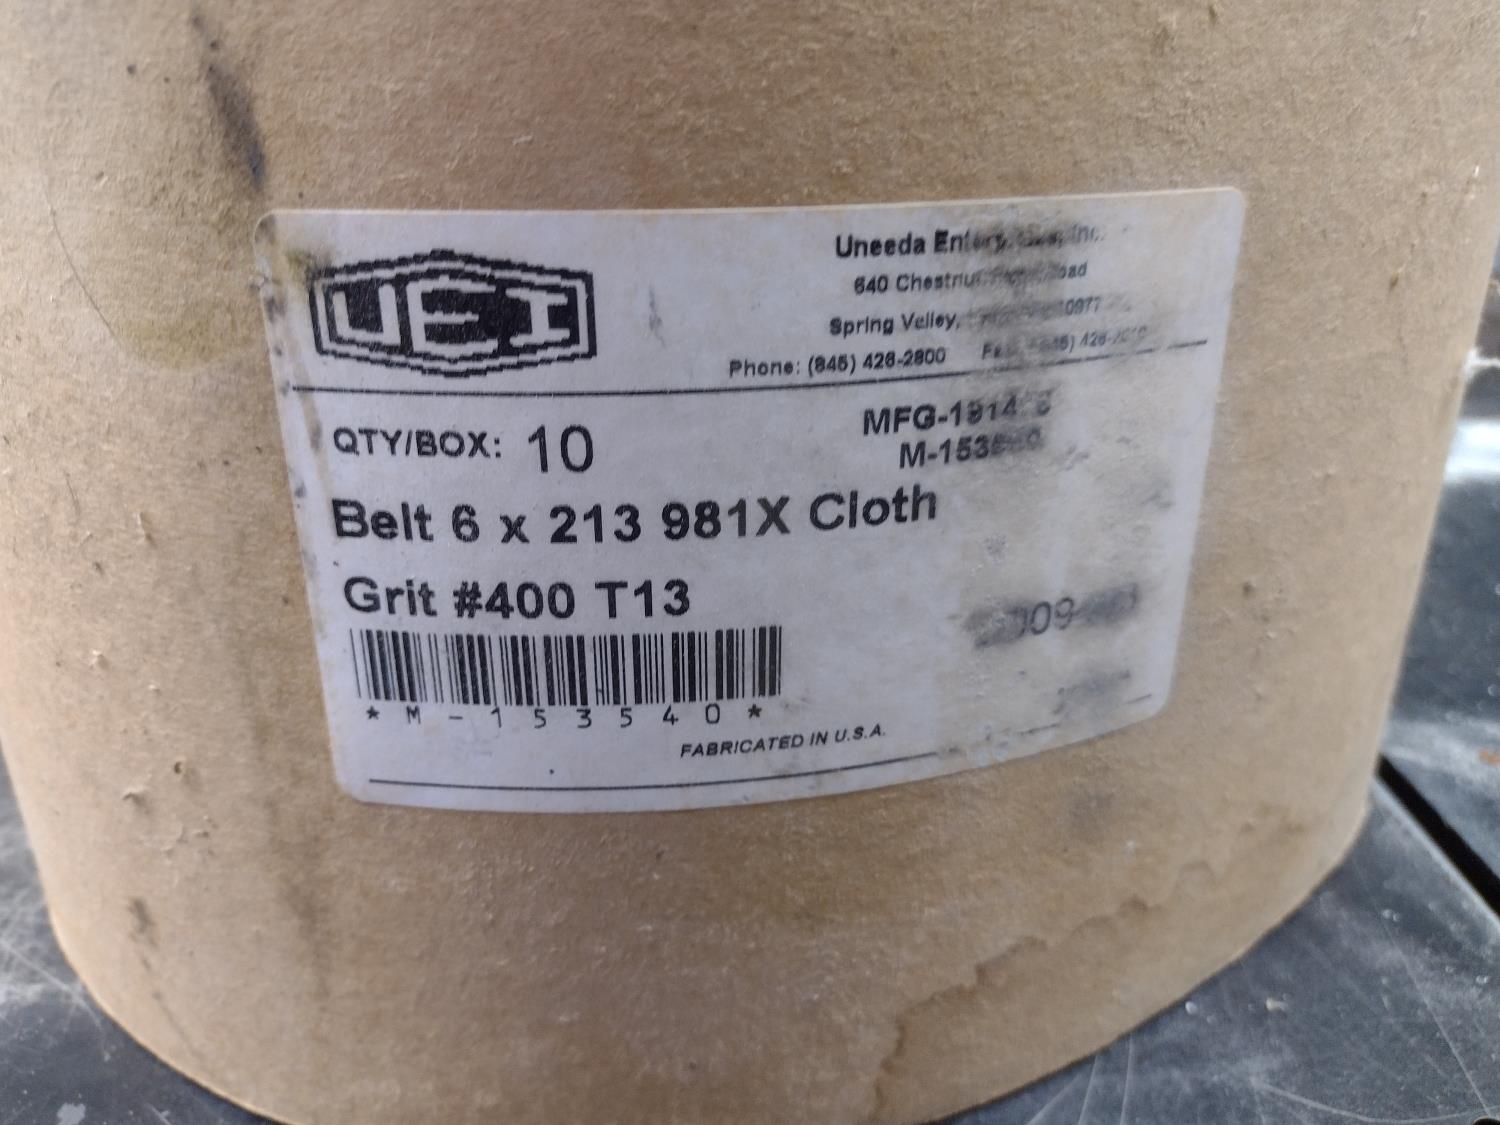 UEI
Uneeda
640 Chestnut
Spring Valley,
Phone: (845) 426-2800
QTY/BOX: 10
Belt 6 x 213 981X Cloth
Grit #400 T13
*M-153540*
FABRICATED IN U.S.A.